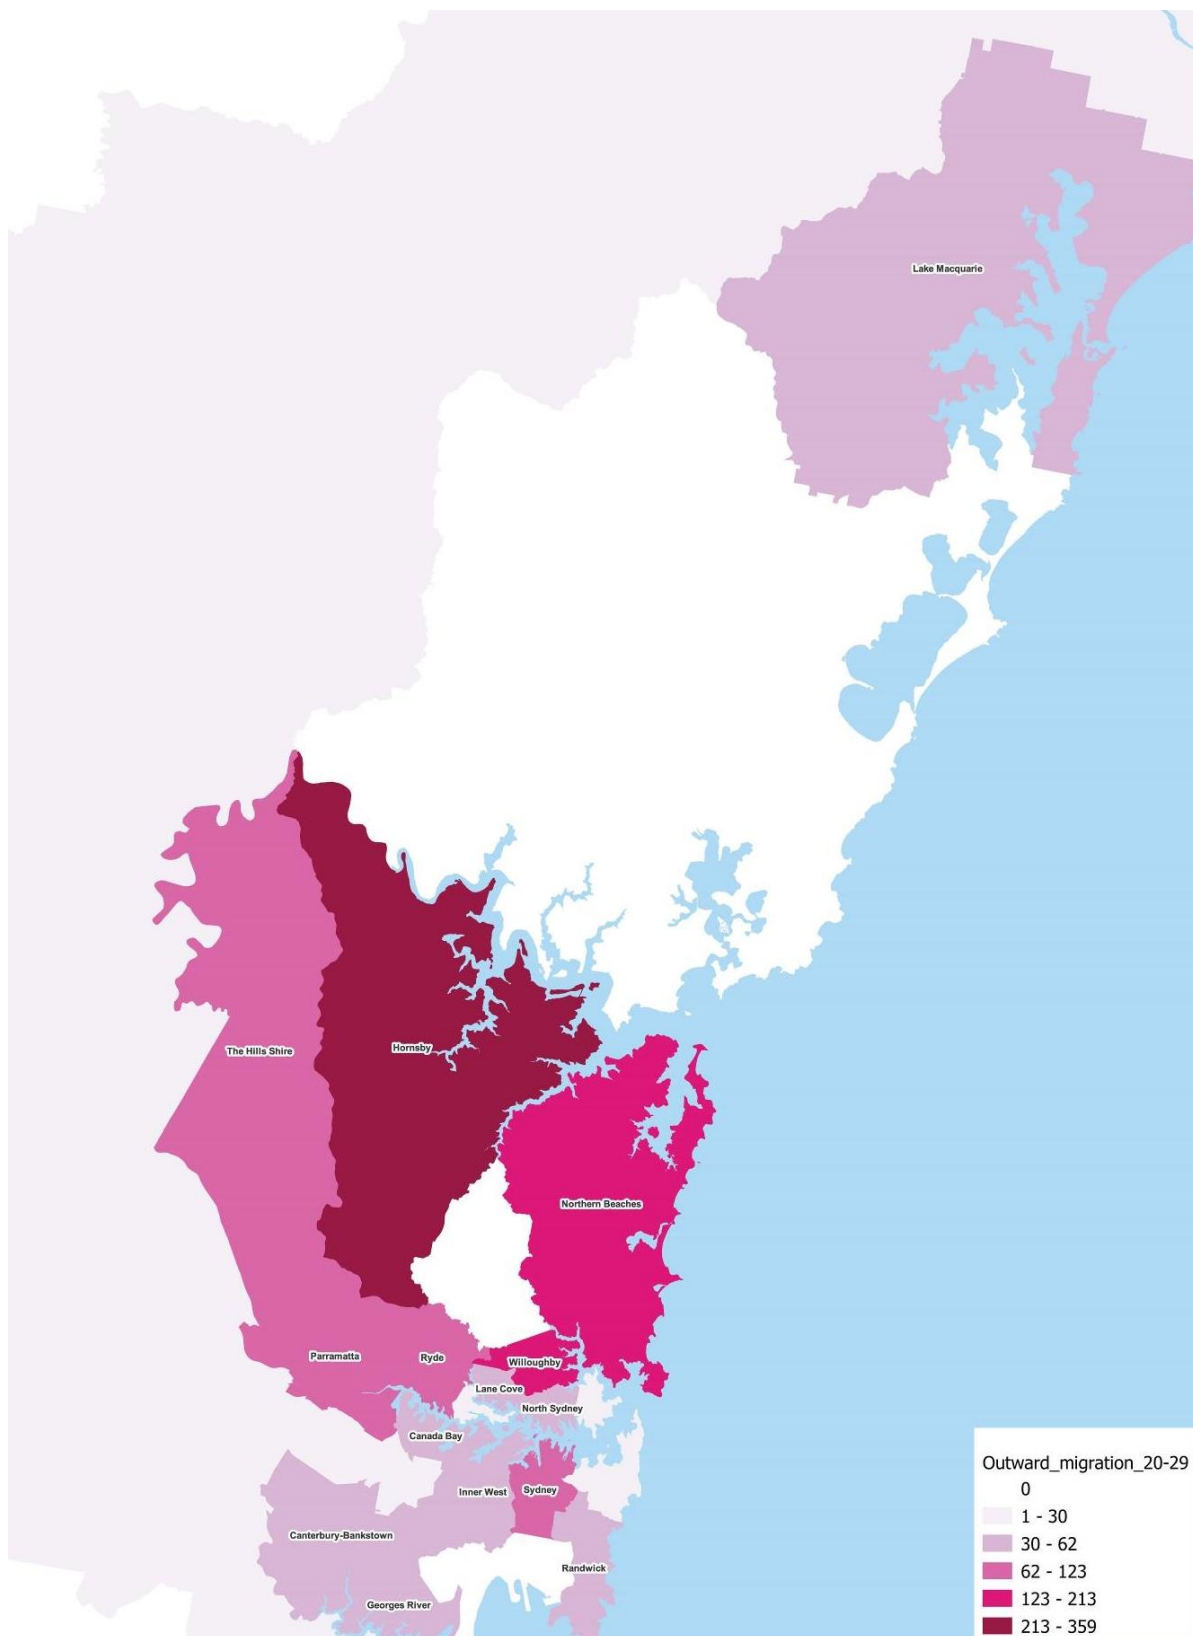 Lake Macquarie
The Hills Shire
Hornsby
Northern Beaches
Parramatta
Ryde
Willoughby
Lane Cove
North Sydney
Canada Bay
Inner West
Sydney
Canterbury-Bankstown
Randwick
Georges River
Outward_migration_20-29
0
1 - 30
30 - 62
62 - 123
123 - 213
213 - 359